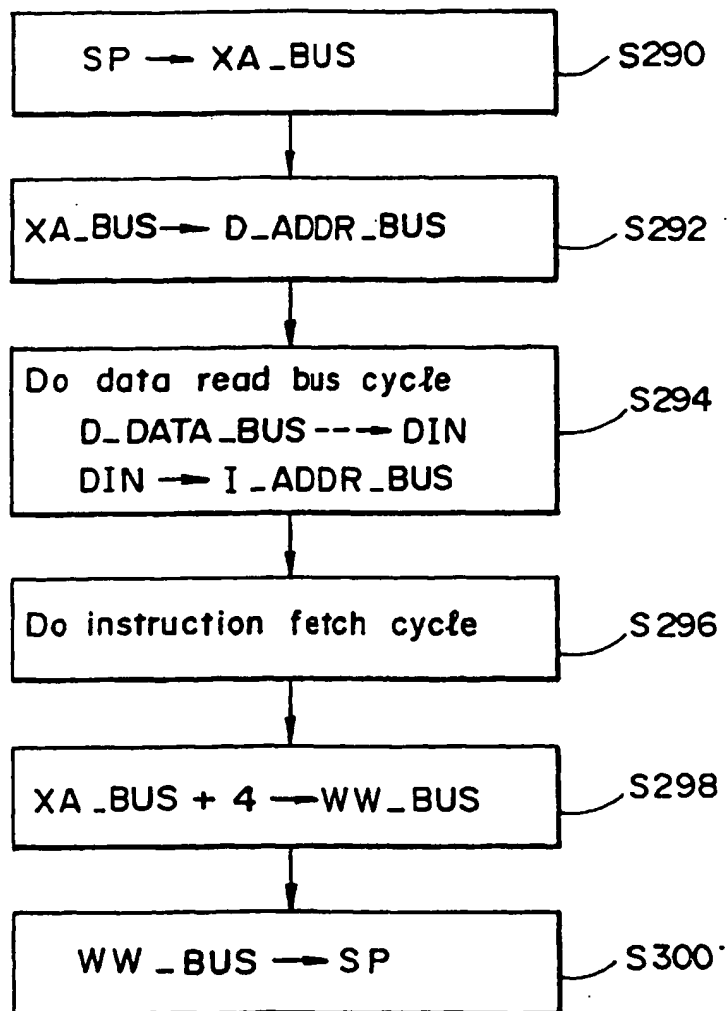 SP → XA_BUS
S290
XA_BUS → D_ADDR_BUS
S292
Do data read bus cycle
D_DATA_BUS ---→ DIN
DIN → I_ADDR_BUS
S294
Do instruction fetch cycle
S296
XA_BUS + 4 → WW_BUS
S298
WW_BUS → SP
S300